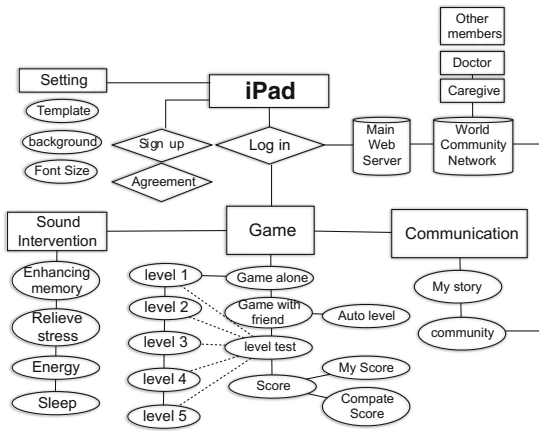 Other
members
Doctor
Caregive
Setting
iPad
Template
background
Font Size
Sign up
Agreement
Log in
Main
Web
Server
World
Community
Network
Sound
Intervention
Game
Communication
Enhancing
memory
Relieve
stress
Energy
Sleep
level 1
level 2
level 3
level 4
level 5
Game alone
Game with
friend
Auto level
level test
Score
My Score
Compate
Score
My story
community